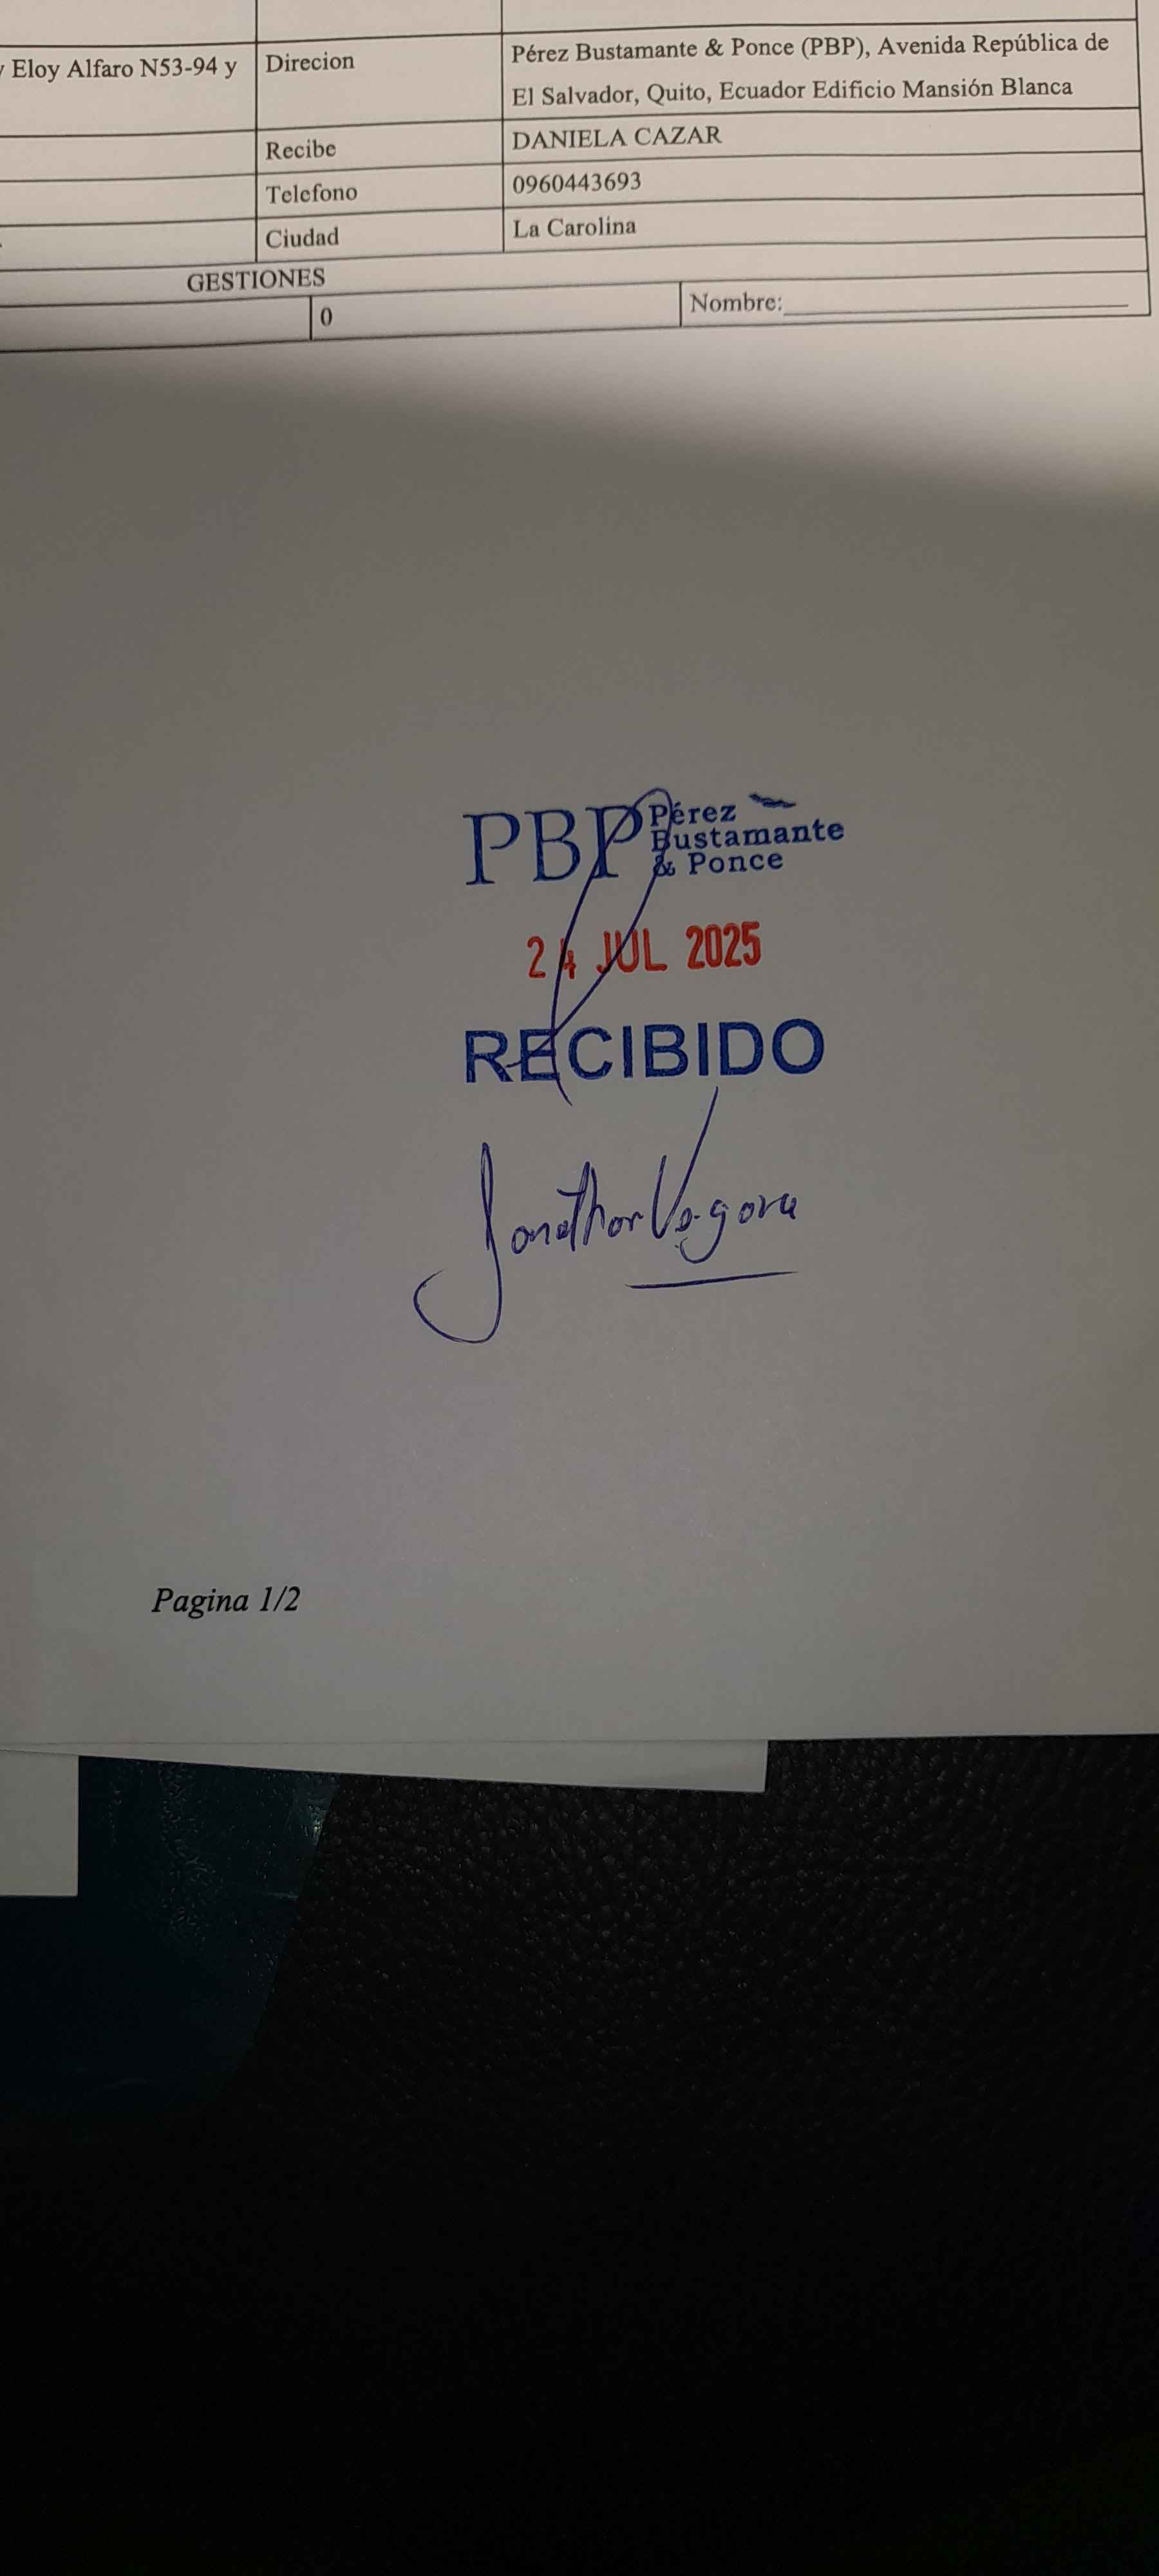 Eloy Alfaro N53-94 y
Direcion
Pérez Bustamante & Ponce (PBP), Avenida República de
El Salvador, Quito, Ecuador Edificio Mansión Blanca
Recibe
DANIELA CAZAR
Telefono
0960443693
Ciudad
La Carolina
GESTIONES
0
Nombre:
PBP Pérez
Bustamante
& Ponce
24 JUL 2025
RECIBIDO
Jonathan Vergara
Pagina 1/2